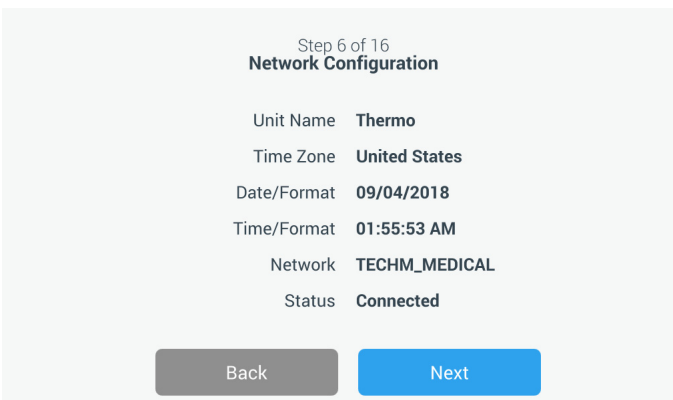 Step 6 of 16
Network Configuration
Unit Name Thermo
Time Zone United States
Date/Format 09/04/2018
Time/Format 01:55:53 AM
Network TECHM_MEDICAL
Status Connected
Back Next